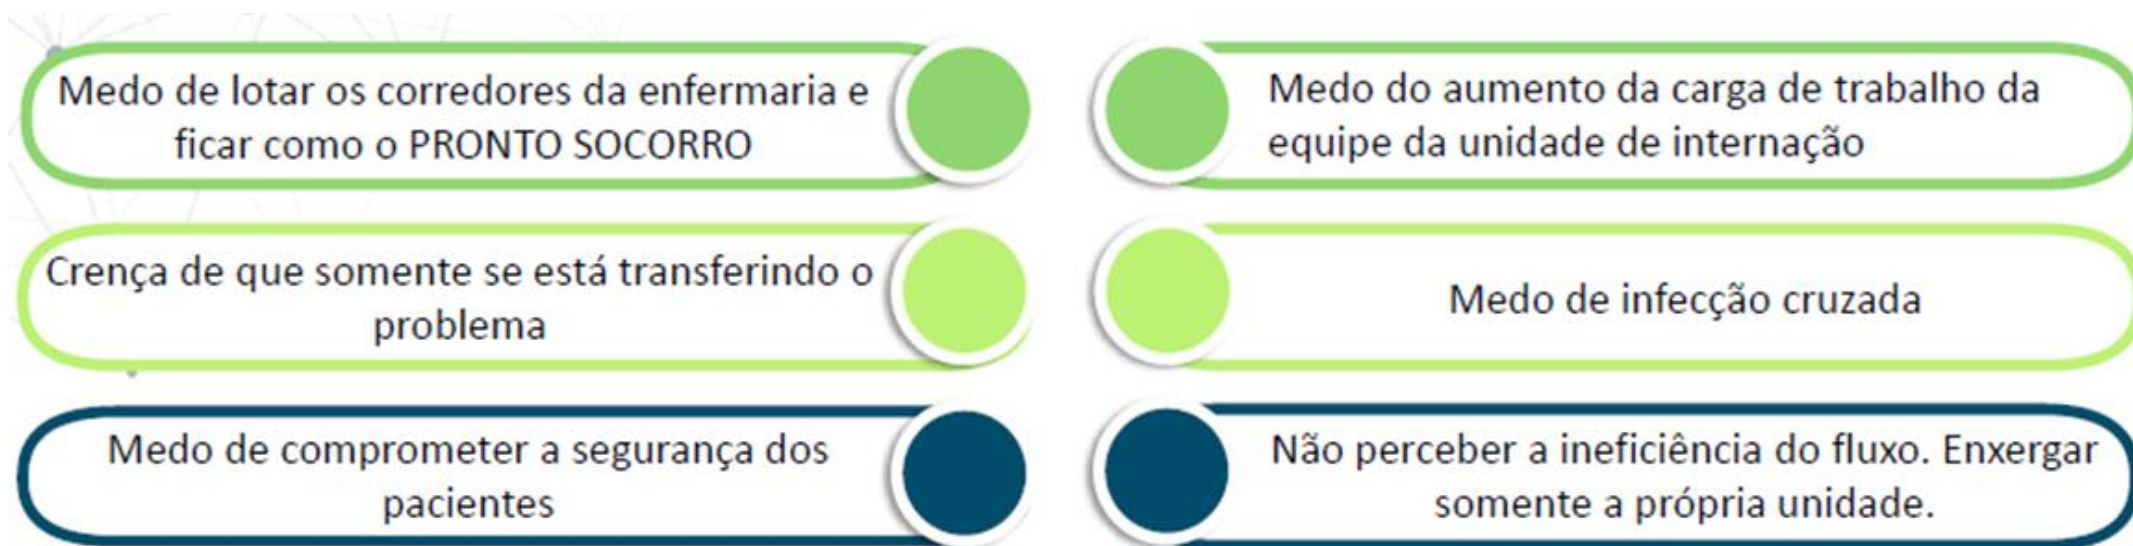 Medo de lotar os corredores da enfermaria e
ficar como o PRONTO SOCORRO
Medo do aumento da carga de trabalho da
equipe da unidade de internação
Crença de que somente se está transferindo o
problema
Medo de infecção cruzada
Medo de comprometer a segurança dos
pacientes
Não perceber a ineficiência do fluxo. Enxergar
somente a própria unidade.